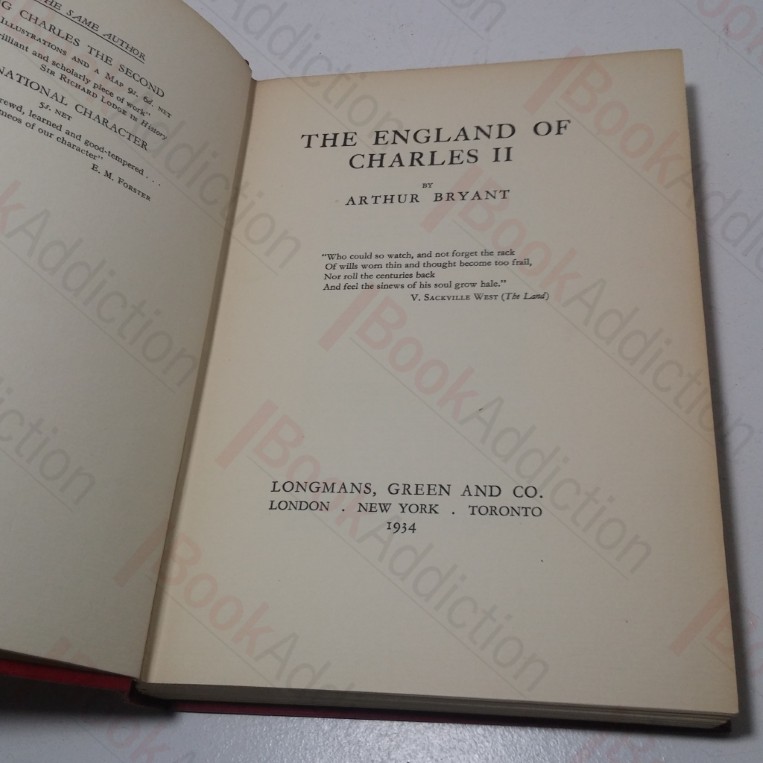 THE SAME AUTHOR
CHARLES THE SECOND
ILLUSTRATIONS AND A MAP 9s. 6d. NET
brilliant and scholarly piece of work"
SIR RICHARD LODGE in History
NATIONAL CHARACTER
5s. NET
learned and good-tempered . . .
of our character"
E. M. FORSTER
THE ENGLAND OF
CHARLES II
BY
ARTHUR BRYANT
"Who could so watch, and not forget the rack
Of wills worn thin and thought become too frail,
Nor roll the centuries back
And feel the sinews of his soul grow hale."
V. SACKVILLE WEST (The Land)
LONGMANS, GREEN AND CO.
LONDON . NEW YORK . TORONTO
1934
BookAddiction